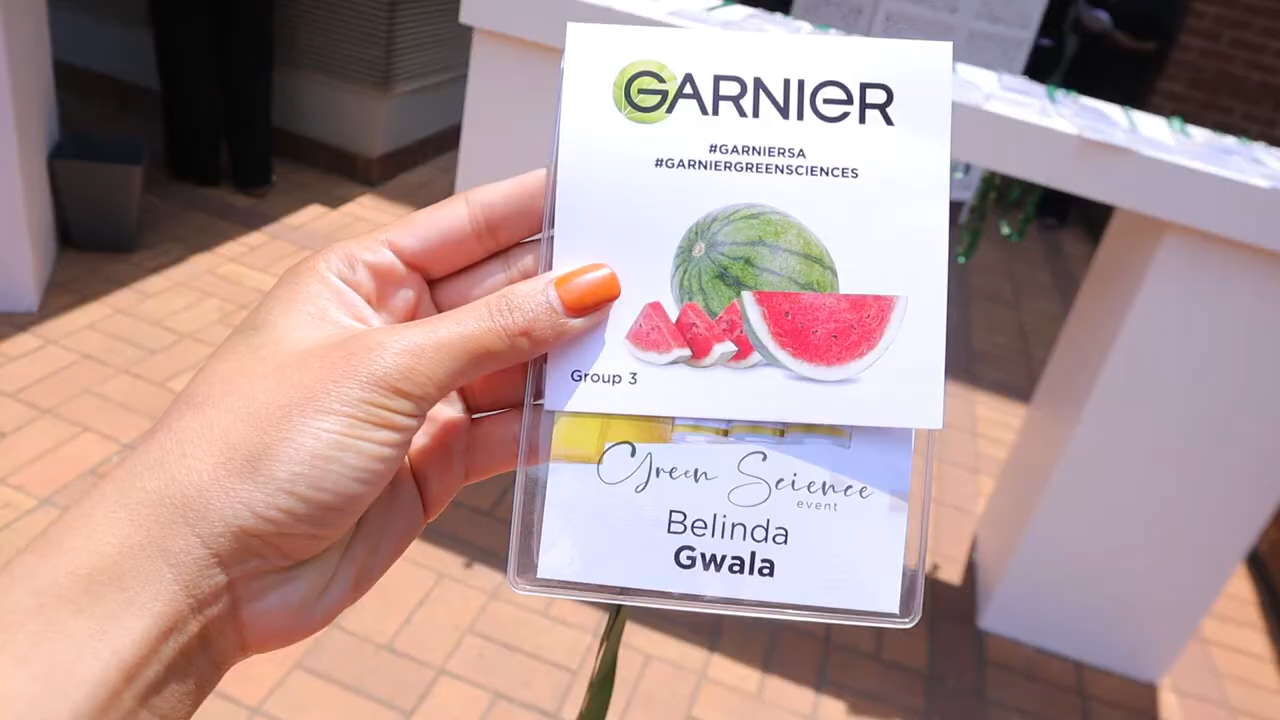 GARNIER
#GARNIERSA
#GARNIERGREENSCIENCES
Group 3
Green Science
event
Belinda
Gwala